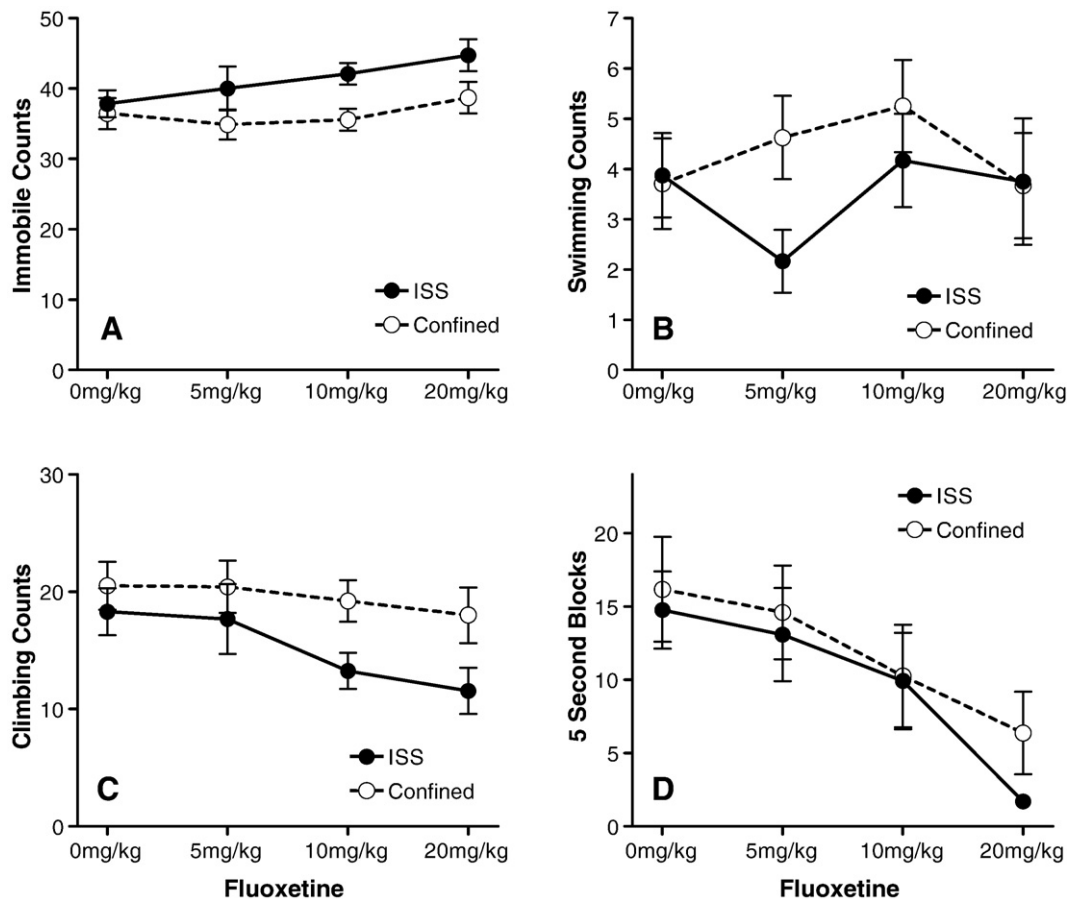 50
40
30
20
10
0
Immobile Counts
ISS
Confined
A
0mg/kg 5mg/kg 10mg/kg 20mg/kg
7
6
5
4
3
2
1
0
Swimming Counts
ISS
Confined
B
0mg/kg 5mg/kg 10mg/kg 20mg/kg
30
20
10
0
Climbing Counts
ISS
Confined
C
0mg/kg 5mg/kg 10mg/kg 20mg/kg
Fluoxetine
20
15
10
5
0
5 Second Blocks
ISS
Confined
D
0mg/kg 5mg/kg 10mg/kg 20mg/kg
Fluoxetine